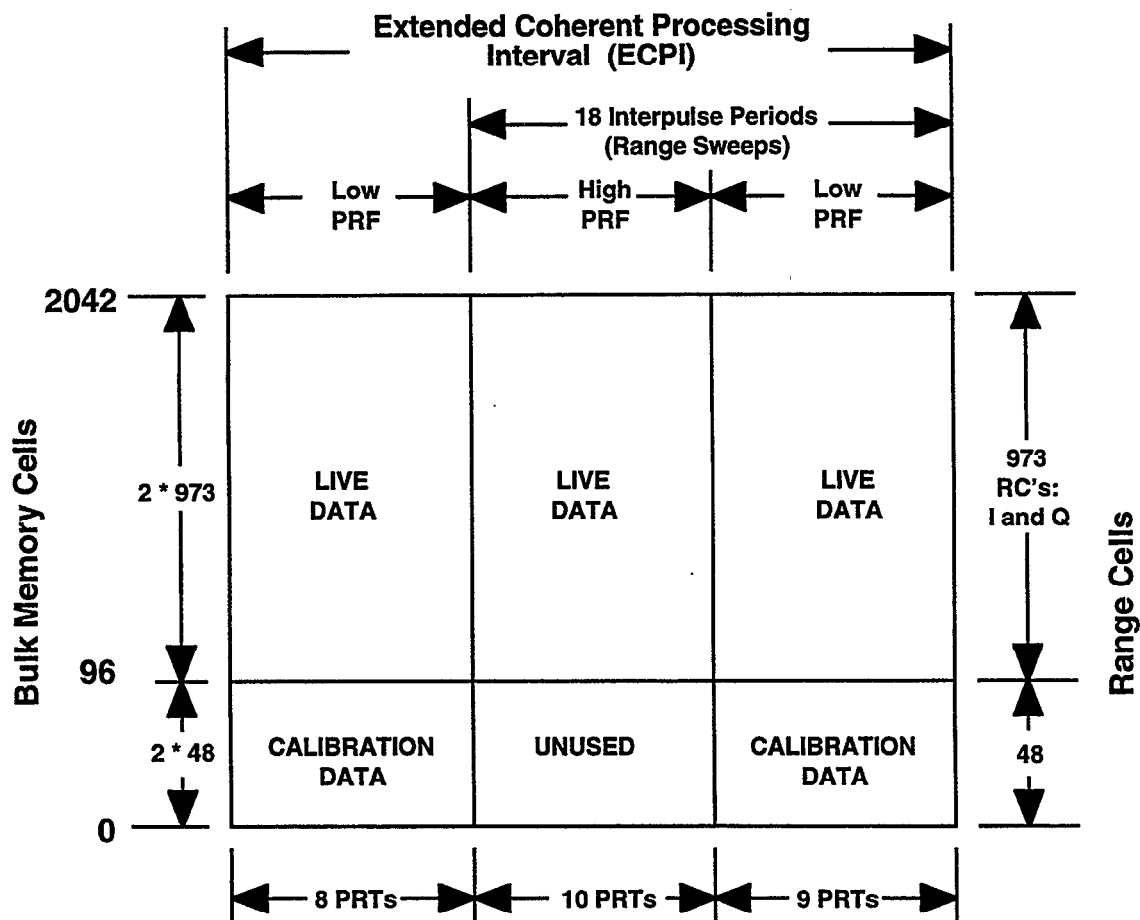 Extended Coherent Processing
Interval (ECPI)
18 Interpulse Periods
(Range Sweeps)
Low
PRF
High
PRF
Low
PRF
2042
2 * 973
96
2 * 48
0
Bulk Memory Cells
LIVE
DATA
LIVE
DATA
LIVE
DATA
CALIBRATION
DATA
UNUSED
CALIBRATION
DATA
973
RC's:
I and Q
48
Range Cells
8 PRTs
10 PRTs
9 PRTs